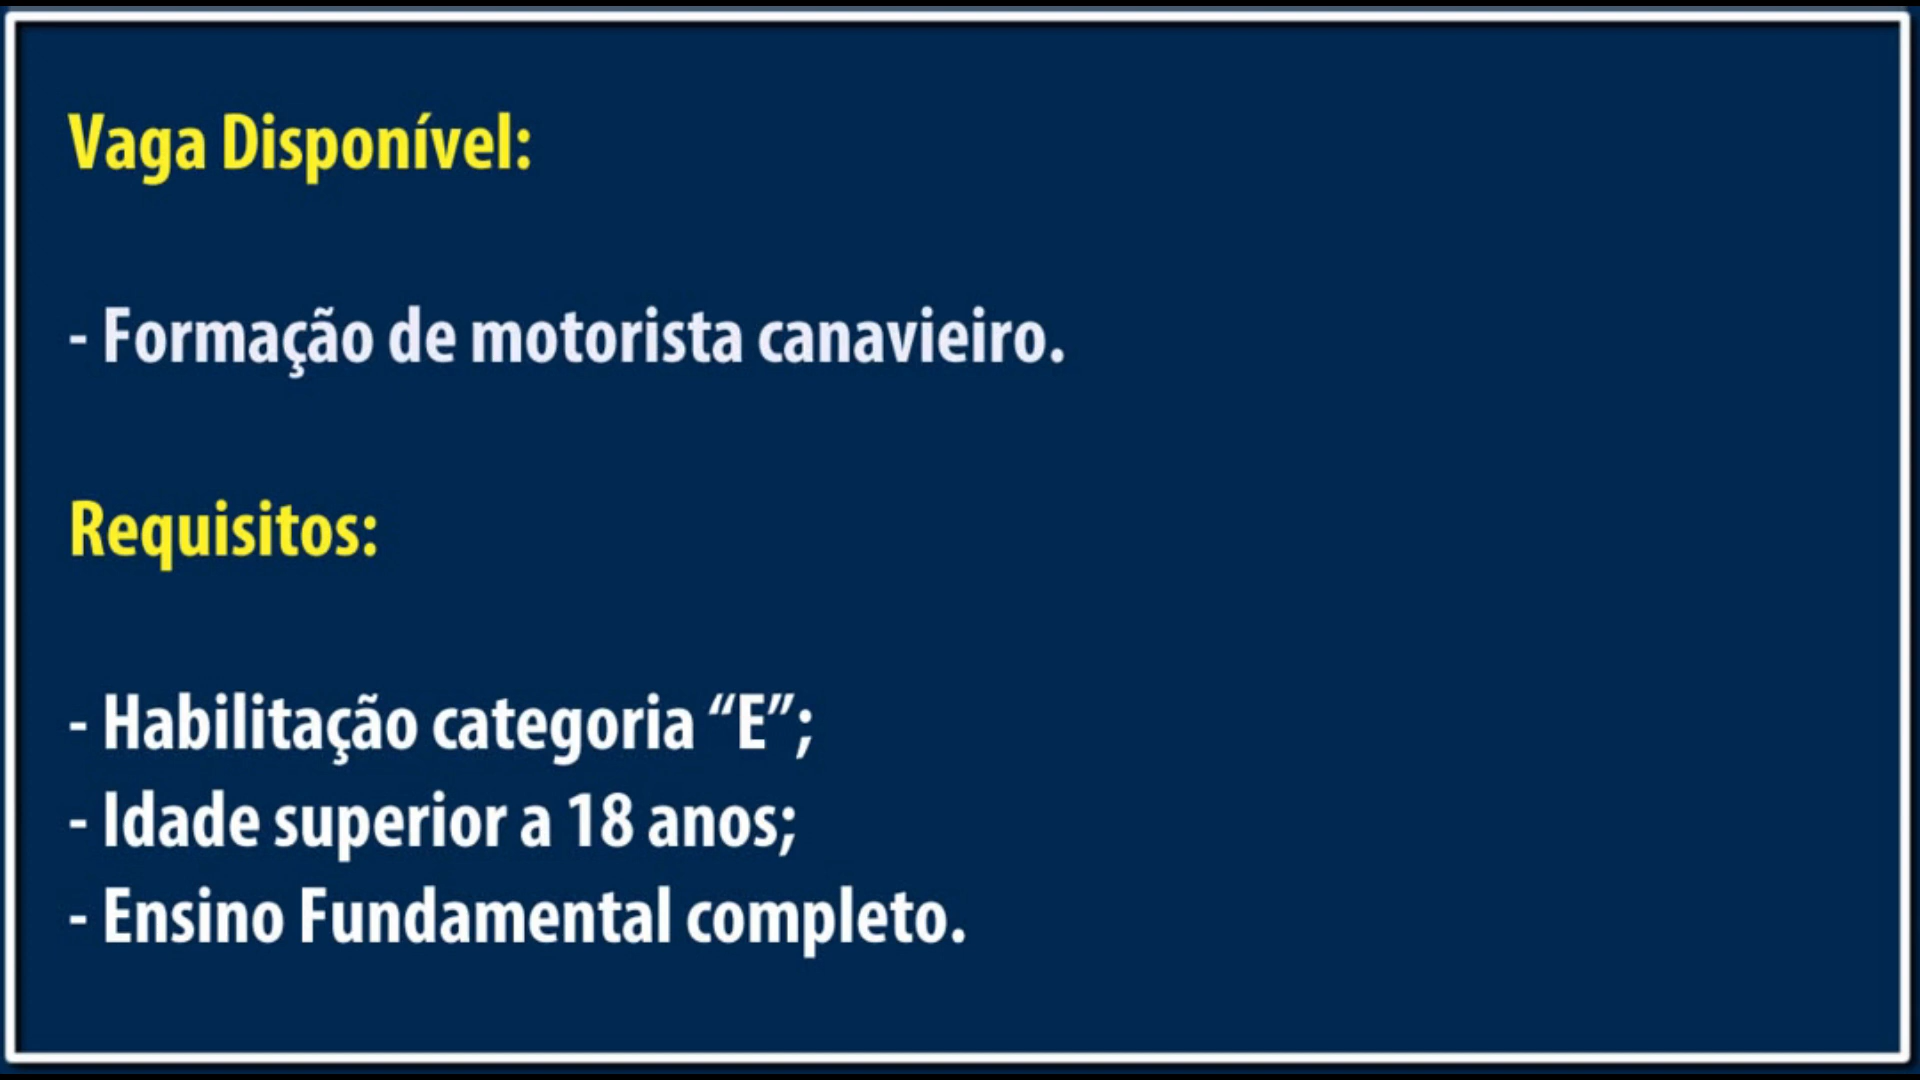 Vaga Disponível:
- Formação de motorista canavieiro.
Requisitos:
- Habilitação categoria “E”;
- Idade superior a 18 anos;
- Ensino Fundamental completo.